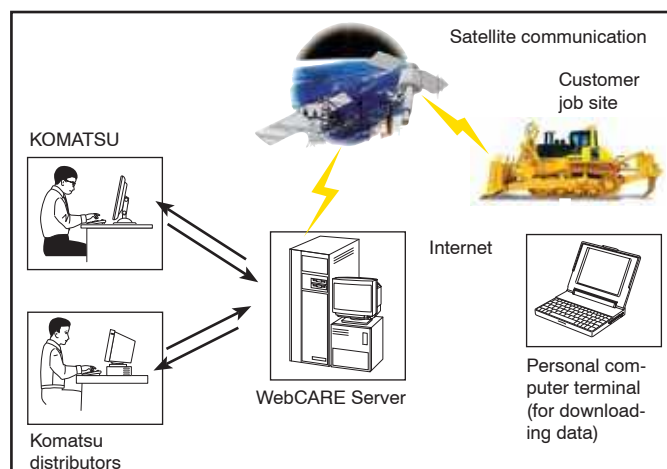 Satellite communication
Customer
job site
KOMATSU
Internet
WebCARE Server
Personal com-
puter terminal
(for download-
ing data)
Komatsu
distributors